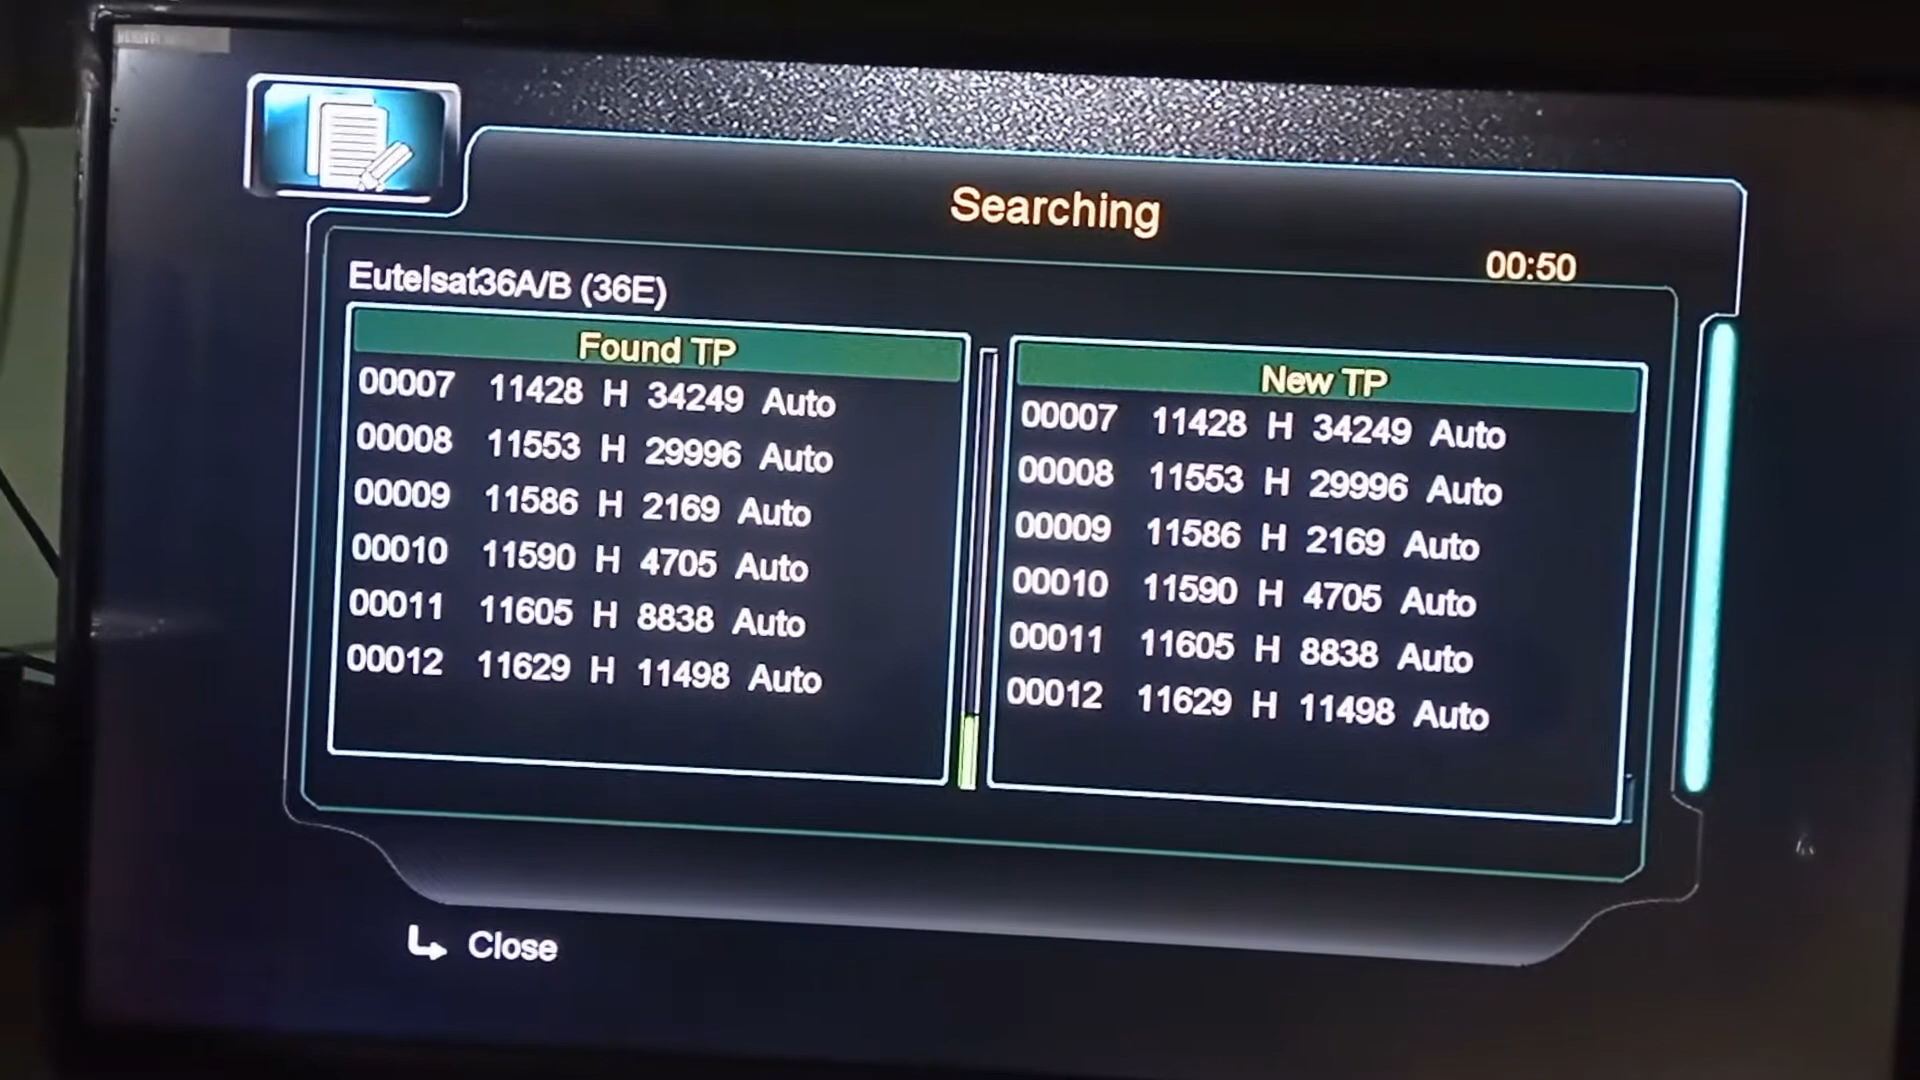 Searching
00:50
Eutelsat36A/B (36E)
Found TP
00007 11428 H 34249 Auto
00008 11553 H 29996 Auto
00009 11586 H 2169 Auto
00010 11590 H 4705 Auto
00011 11605 H 8838 Auto
00012 11629 H 11498 Auto
New TP
00007 11428 H 34249 Auto
00008 11553 H 29996 Auto
00009 11586 H 2169 Auto
00010 11590 H 4705 Auto
00011 11605 H 8838 Auto
00012 11629 H 11498 Auto
Close